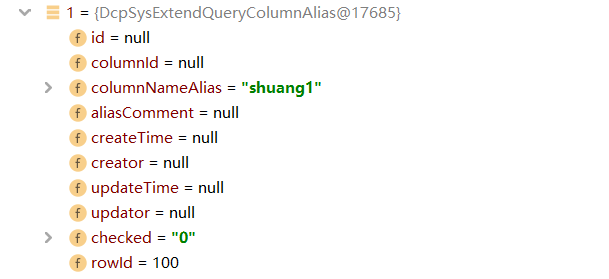 1 = {DcpSysExtendQueryColumnAlias@17685}
f id = null
f columnId = null
f columnNameAlias = "shuang1"
f aliasComment = null
f createTime = null
f creator = null
f updateTime = null
f updator = null
f checked = "0"
f rowId = 100